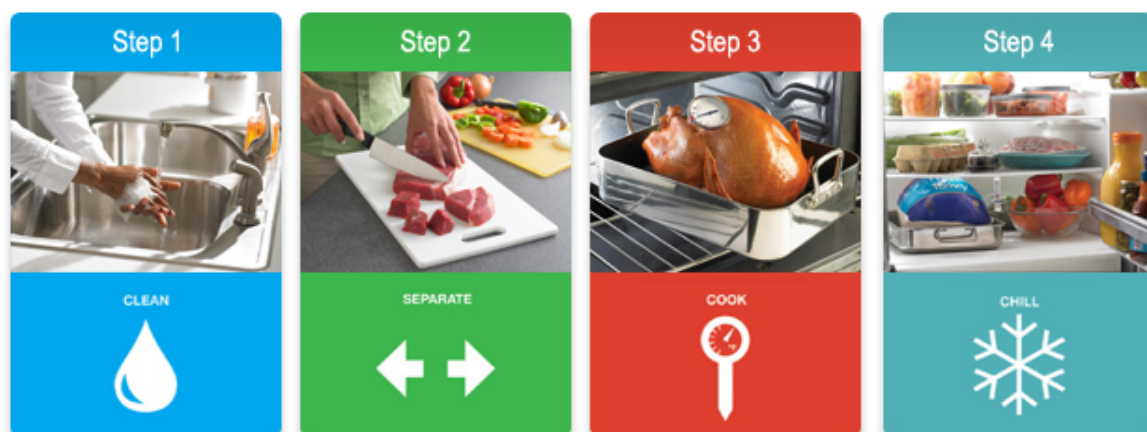 Step 1
Step 2
Step 3
Step 4
CLEAN
SEPARATE
COOK
CHILL